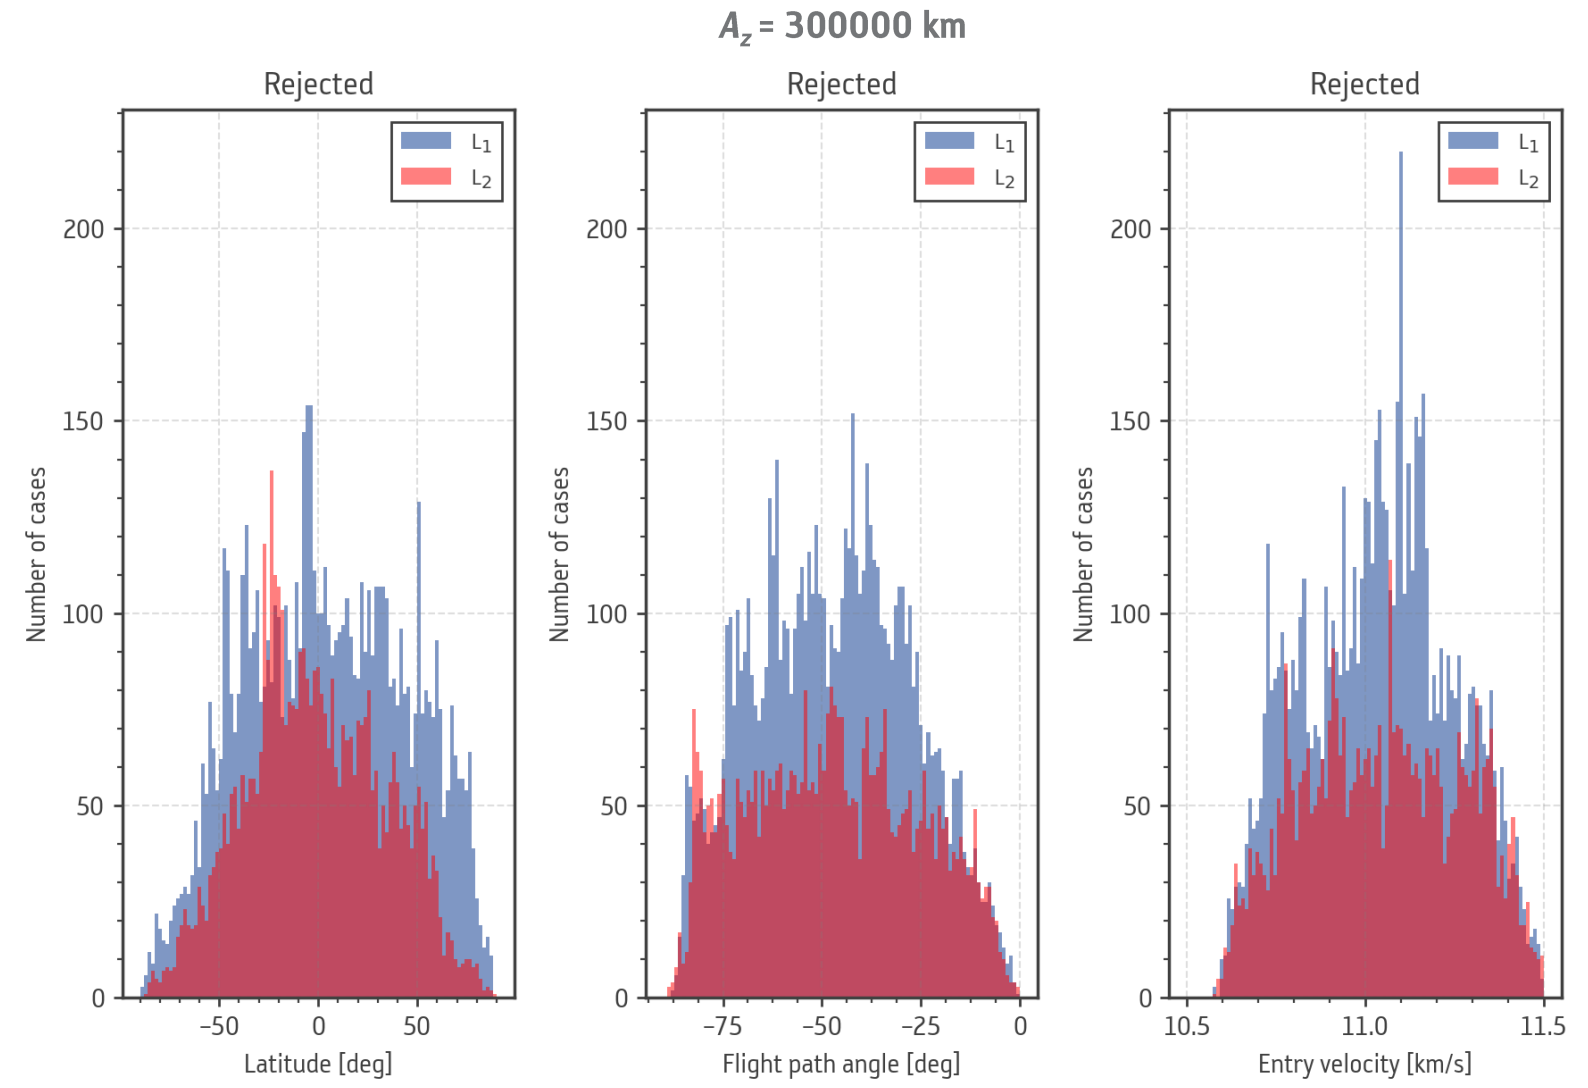 A_z = 300000 km
Rejected
L1
L2
200
150
100
50
0
−50
0
50
Number of cases
Latitude [deg]
Rejected
L1
L2
200
150
100
50
0
−75
−50
−25
0
Number of cases
Flight path angle [deg]
Rejected
L1
L2
200
150
100
50
0
10.5
11.0
11.5
Number of cases
Entry velocity [km/s]